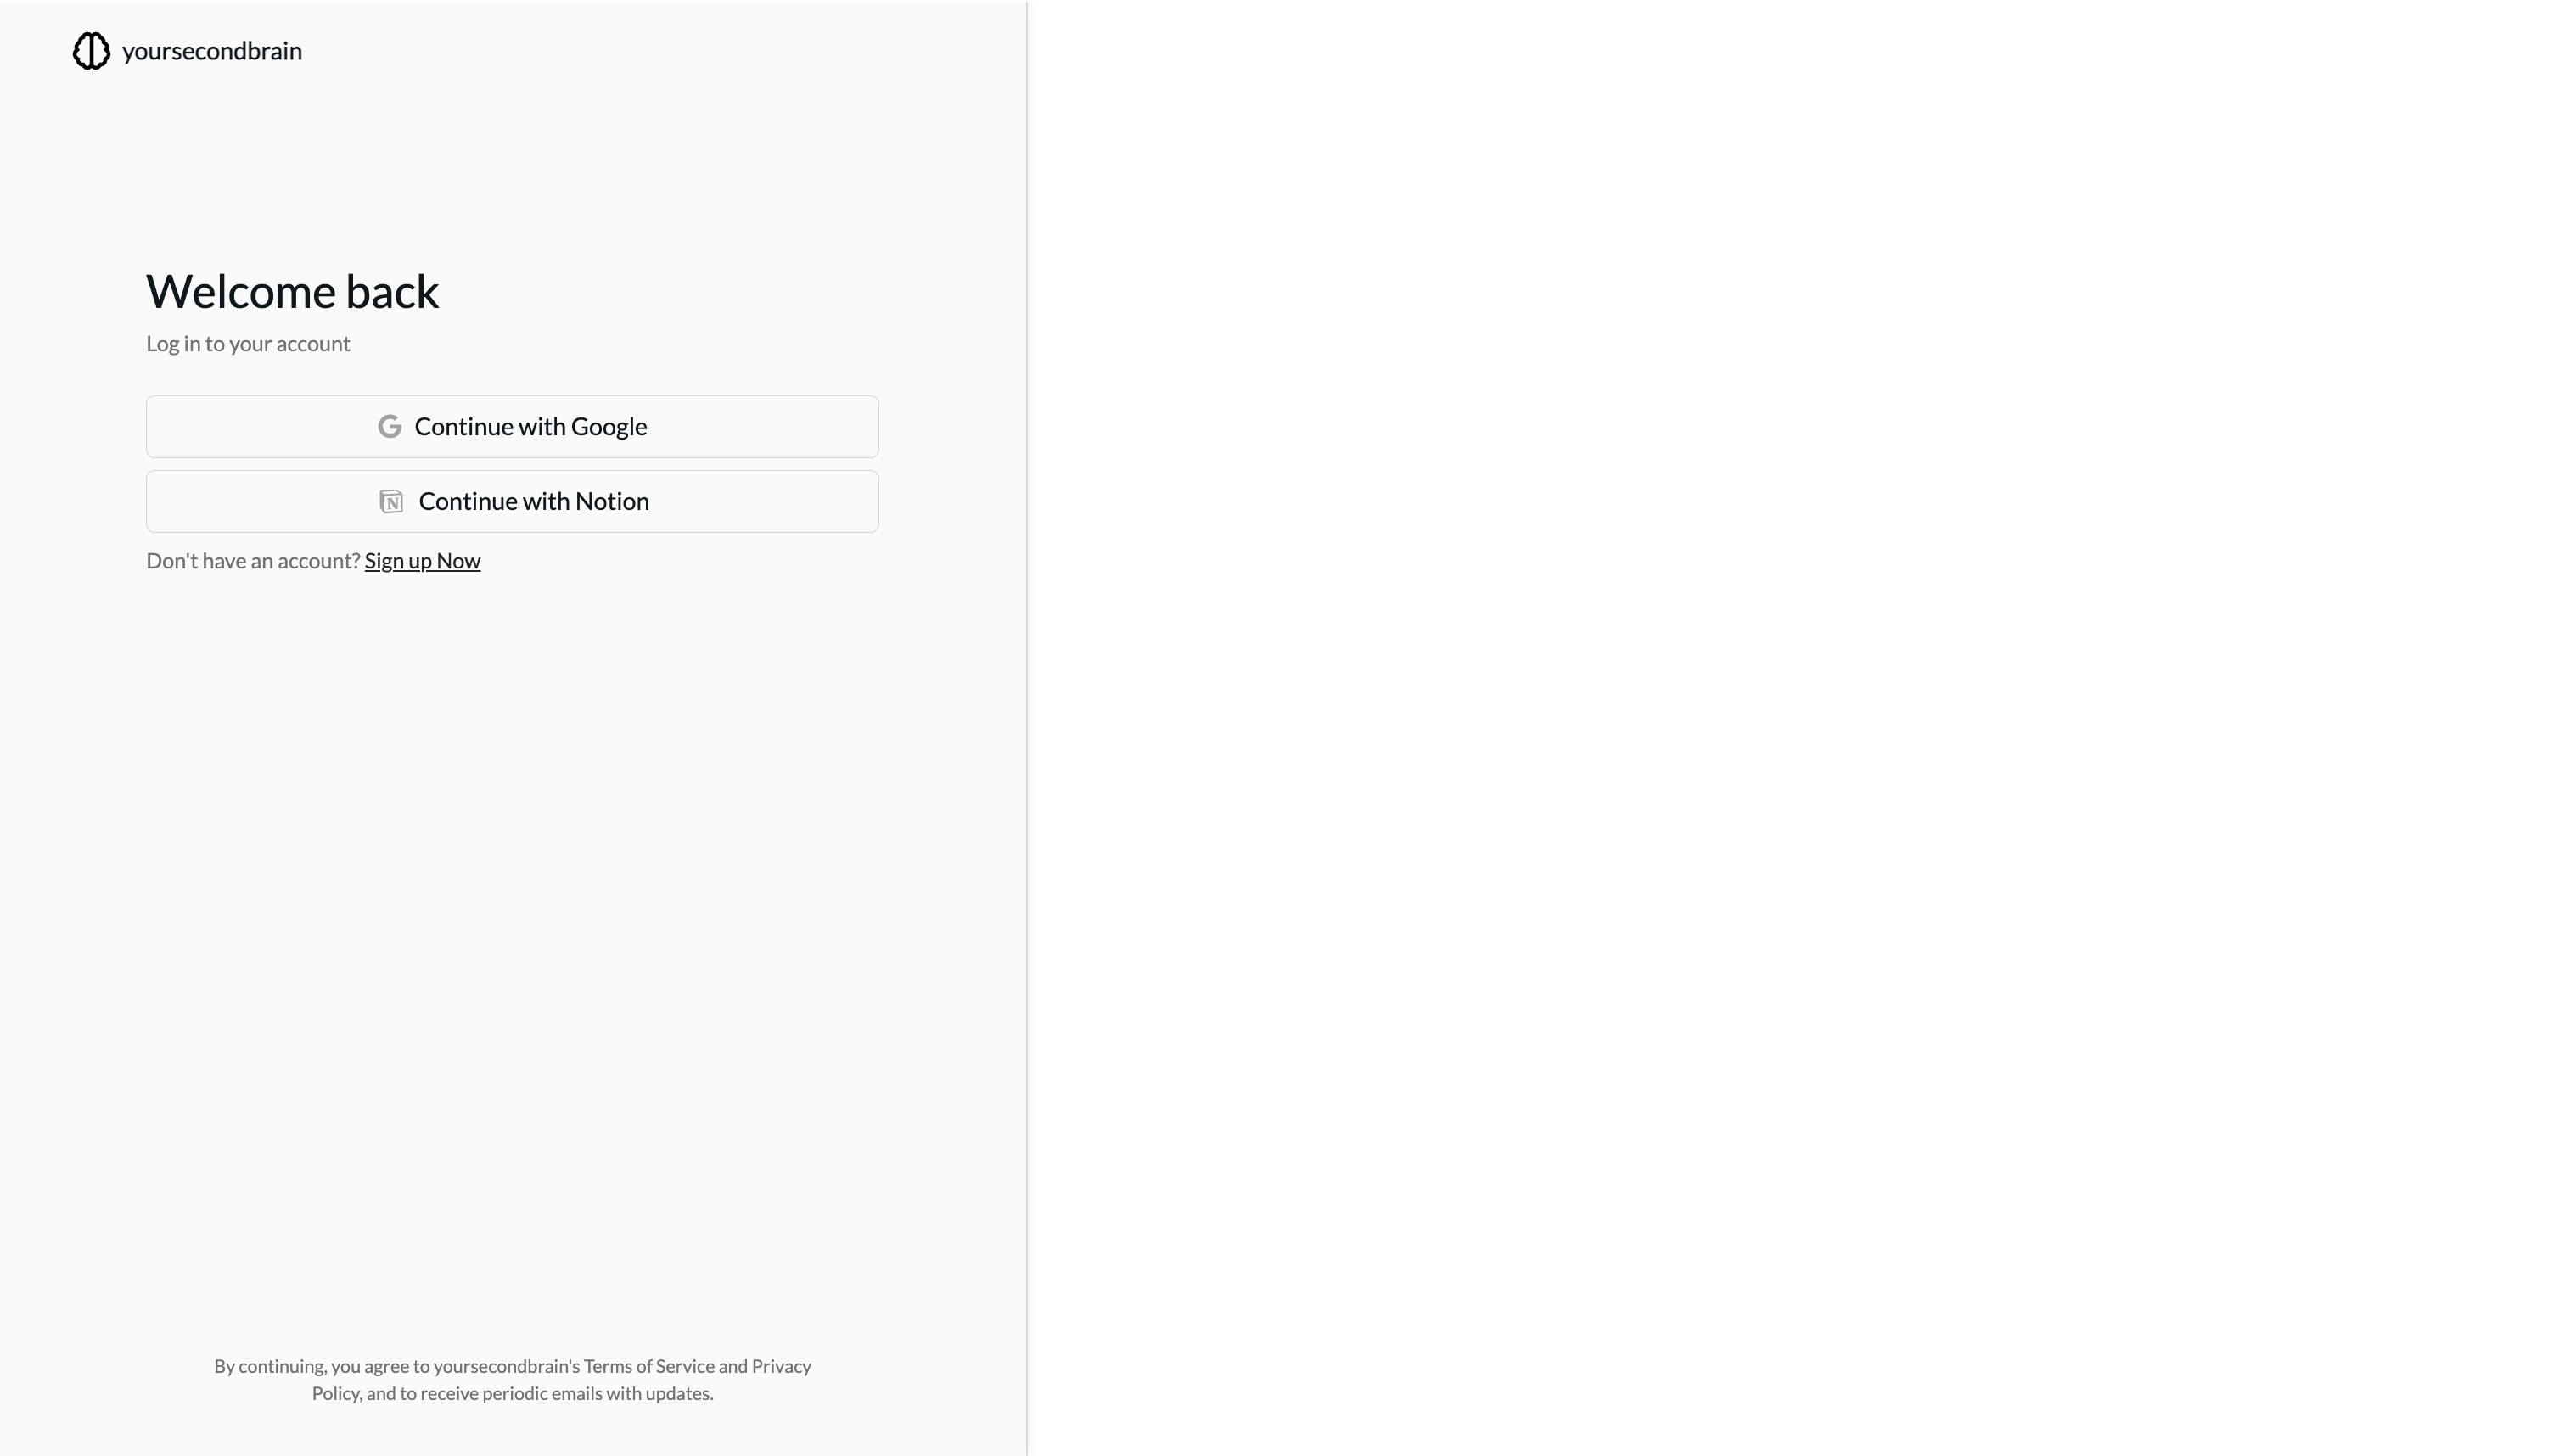 yoursecondbrain
Welcome back
Log in to your account
Continue with Google
Continue with Notion
Don't have an account? Sign up Now
By continuing, you agree to yoursecondbrain's Terms of Service and Privacy
Policy, and to receive periodic emails with updates.